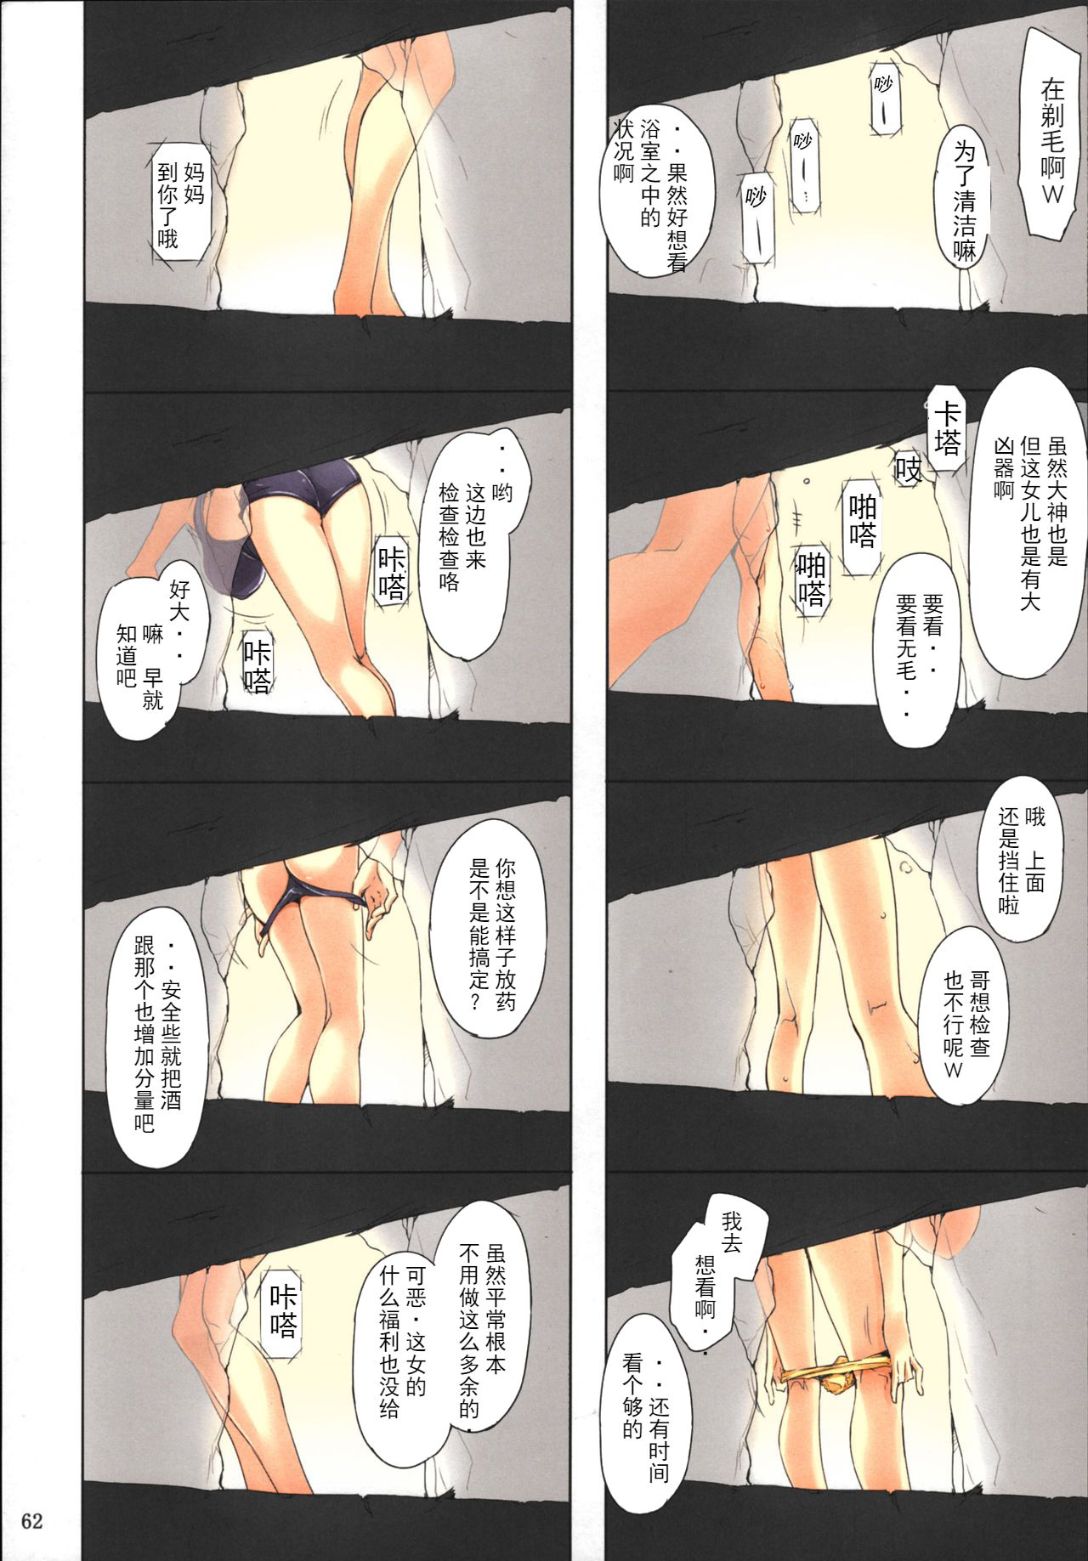 在剃毛啊W
为了清洁嘛
唦ー
唦ー…
唦ー
・・果然好想看
浴室之中的
状况啊
虽然大神也是
但这女儿也是有大
凶器啊
卡塔
吱
啪嗒
啪嗒
要看・・
要看无毛・・
哦 上面
还是挡住啦
哥想检查
也不行呢W
我去
想看啊・・
・・还有时间
看个够的
妈妈
到你了哦
・・哟
这边也来
检查检查咯
咔嗒
咔嗒
好大・・・
嘛 早就
知道吧
你想这样子放药
是不是能搞定？
・・安全些就把酒
跟那个也增加分量吧
虽然平常根本
不用做这么多余的・
可恶・这女的
什么福利也没给
咔嗒
62